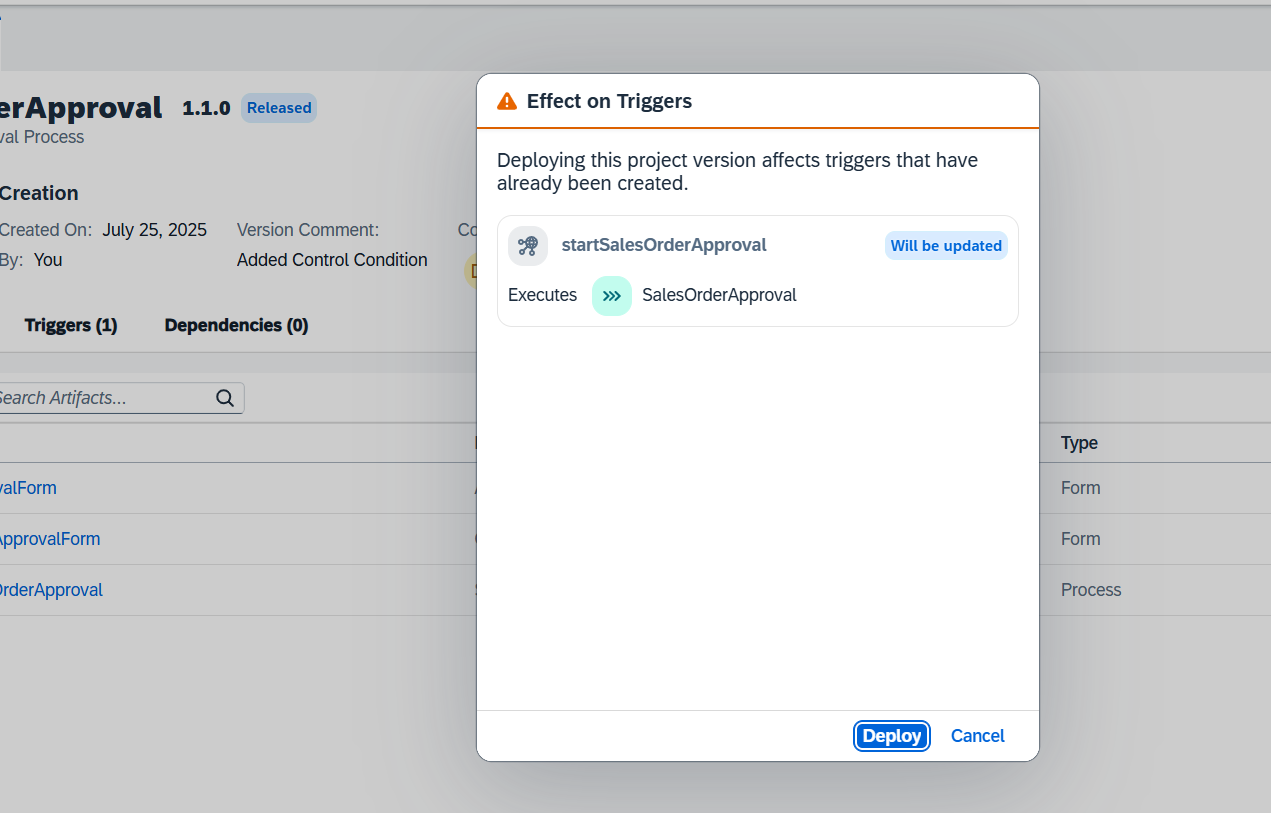 erApproval 1.1.0 Released
val Process
Creation
Created On: July 25, 2025 Version Comment: Co
By: You Added Control Condition
Triggers (1) Dependencies (0)
Search Artifacts...
Type
valForm Form
ApprovalForm Form
OrderApproval Process
Effect on Triggers
Deploying this project version affects triggers that have
already been created.
startSalesOrderApproval Will be updated
Executes SalesOrderApproval
Deploy Cancel